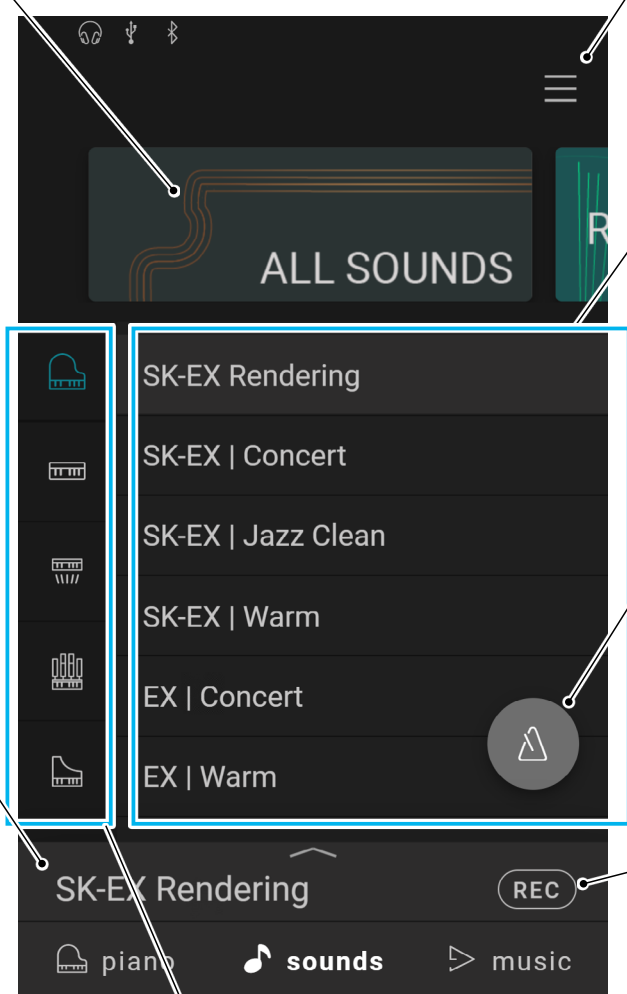 ALL SOUNDS
R
SK-EX Rendering
SK-EX | Concert
SK-EX | Jazz Clean
SK-EX | Warm
EX | Concert
EX | Warm
SK-EX Rendering
REC
piano sounds music